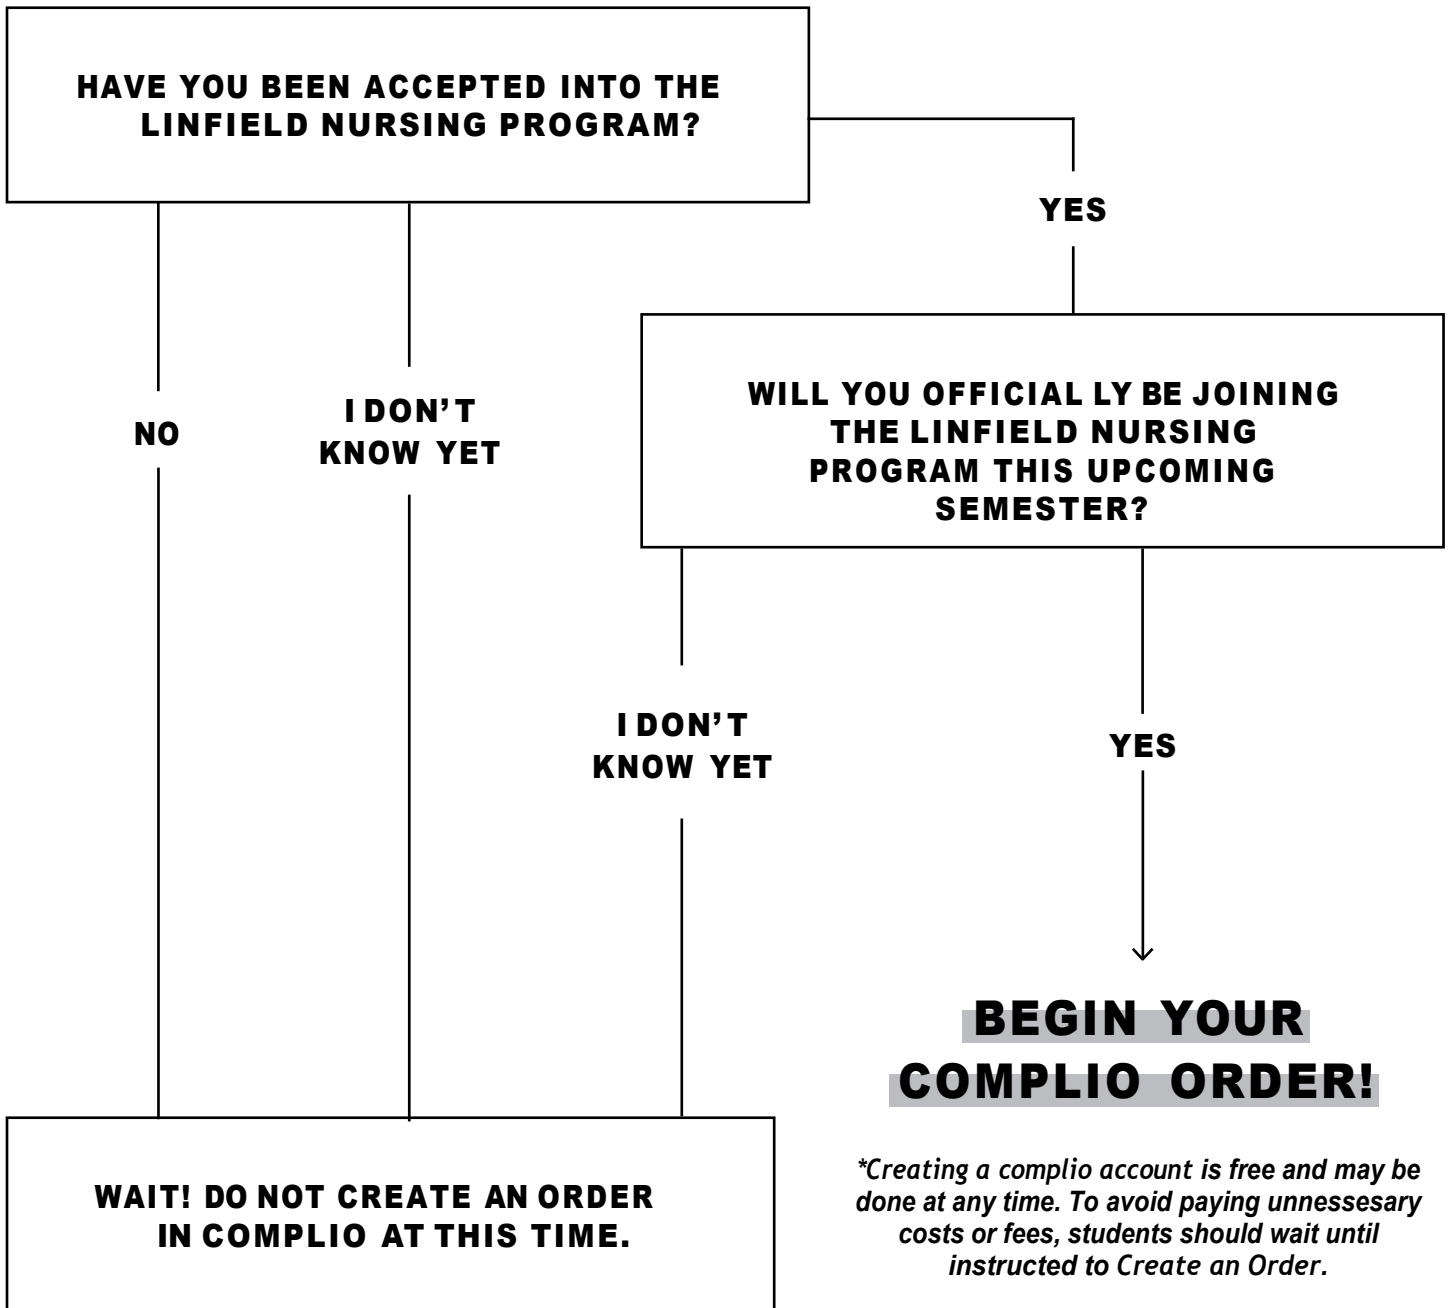 HAVE YOU BEEN ACCEPTED INTO THE
LINFIELD NURSING PROGRAM?
YES
WILL YOU OFFICIAL LY BE JOINING
THE LINFIELD NURSING
PROGRAM THIS UPCOMING
SEMESTER?
NO
I DON'T
KNOW YET
I DON'T
KNOW YET
YES
BEGIN YOUR
COMPLIO ORDER!
WAIT! DO NOT CREATE AN ORDER
IN COMPLIO AT THIS TIME.
*Creating a complio account is free and may be
done at any time. To avoid paying unnessesary
costs or fees, students should wait until
instructed to Create an Order.